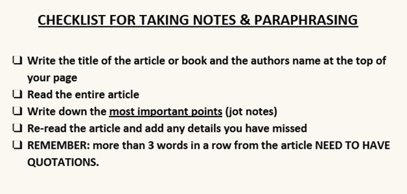 CHECKLIST FOR TAKING NOTES & PARAPHRASING
❑ Write the title of the article or book and the authors name at the top of
your page
❑ Read the entire article
❑ Write down the most important points (jot notes)
❑ Re-read the article and add any details you have missed
❑ REMEMBER: more than 3 words in a row from the article NEED TO HAVE
QUOTATIONS.